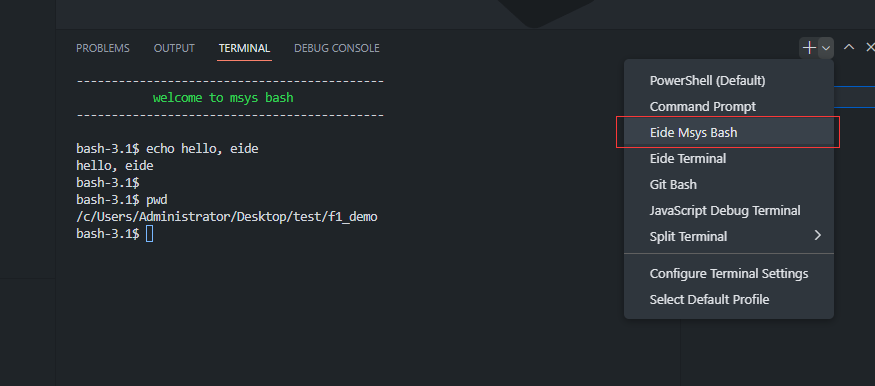 PROBLEMS OUTPUT TERMINAL DEBUG CONSOLE
----------------------------------------
welcome to msys bash
----------------------------------------
bash-3.1$ echo hello, eide
hello, eide
bash-3.1$
bash-3.1$ pwd
/c/Users/Administrator/Desktop/test/f1_demo
bash-3.1$
PowerShell (Default)
Command Prompt
Eide Msys Bash
Eide Terminal
Git Bash
JavaScript Debug Terminal
Split Terminal
Configure Terminal Settings
Select Default Profile